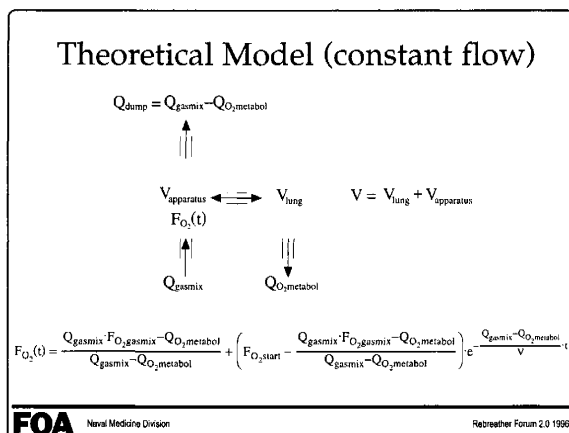 Theoretical Model (constant flow)
Q_dump = Q_gasmix − Q_O₂metabol
V_apparatus V_lung V = V_lung + V_apparatus
F_O₂(t)
Q_gasmix Q_O₂metabol
F_O₂(t) = (Q_gasmix·F_O₂gasmix − Q_O₂metabol)/(Q_gasmix − Q_O₂metabol) + (F_O₂start − (Q_gasmix·F_O₂gasmix − Q_O₂metabol)/(Q_gasmix − Q_O₂metabol))·e^(−(Q_gasmix − Q_O₂metabol)/V·t)
FOA Naval Medicine Division Rebreather Forum 2.0 1996